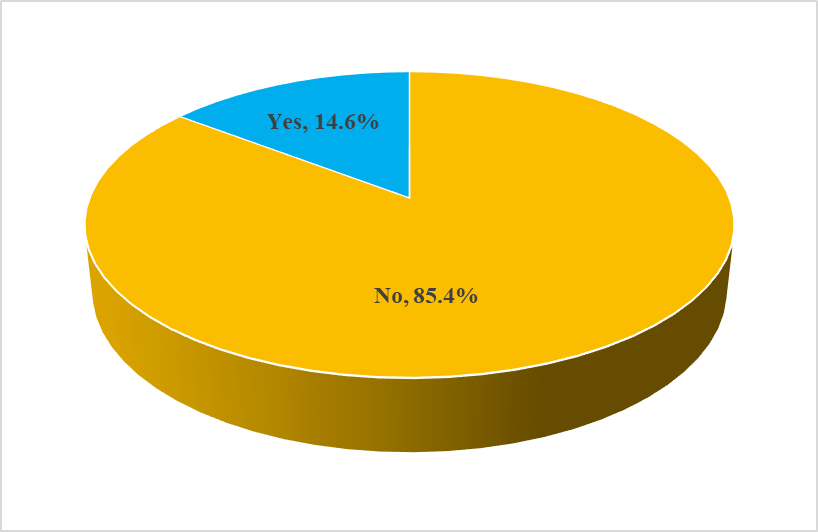 Yes, 14.6%
No, 85.4%